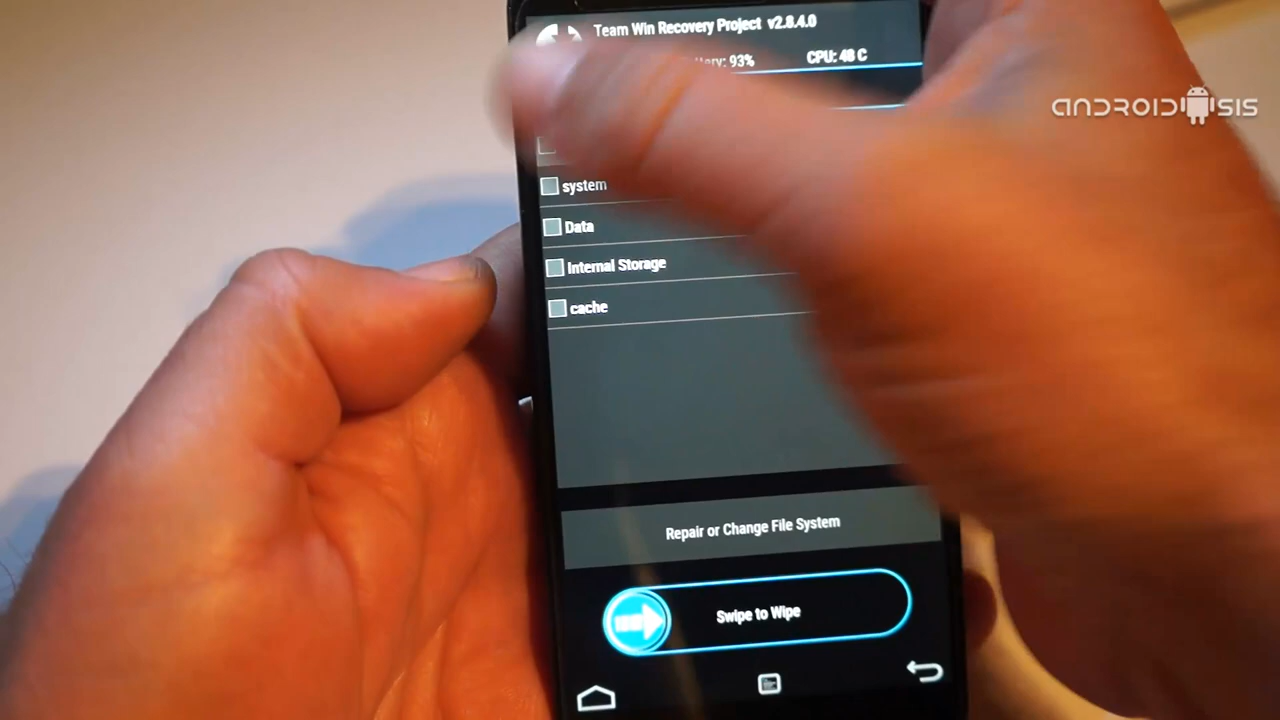 Team Win Recovery Project v2.8.4.0
93% CPU: 48 C
ANDROIDSIS
system
Data
Internal Storage
cache
Repair or Change File System
Swipe to Wipe